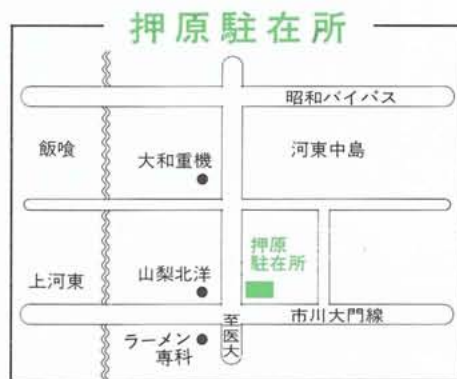 押原駐在所
昭和バイパス
飯喰
大和重機
河東中島
押原
駐在所
上河東
山梨北洋
市川大門線
至医大
ラーメン
専科